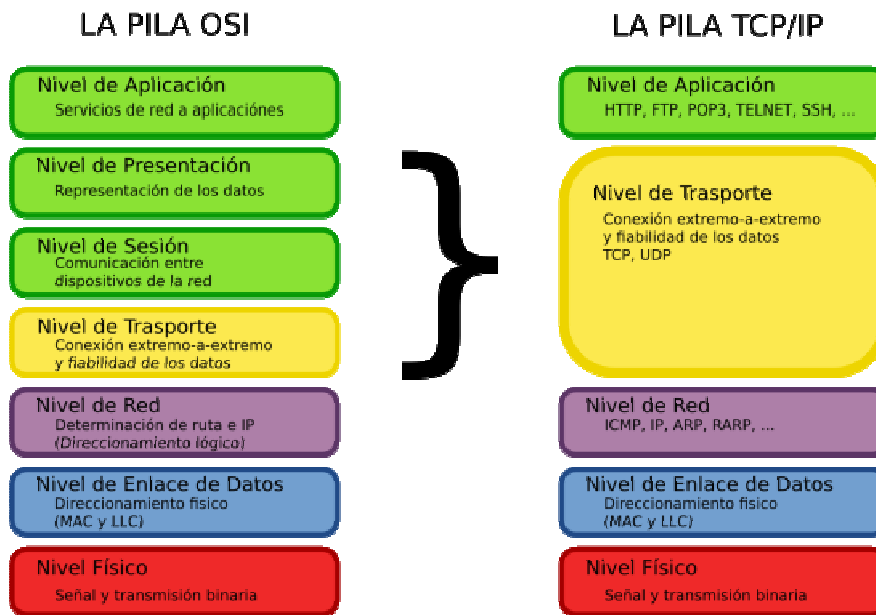 LA PILA OSI
Nivel de Aplicación
Servicios de red a aplicaciónes
Nivel de Presentación
Representación de los datos
Nivel de Sesión
Comunicación entre
dispositivos de la red
Nivel de Trasporte
Conexión extremo-a-extremo
y fiabilidad de los datos
Nivel de Red
Determinación de ruta e IP
(Direccionamiento lógico)
Nivel de Enlace de Datos
Direccionamiento fisico
(MAC y LLC)
Nivel Físico
Señal y transmisión binaria
LA PILA TCP/IP
Nivel de Aplicación
HTTP, FTP, POP3, TELNET, SSH, ...
Nivel de Trasporte
Conexión extremo-a-extremo
y fiabilidad de los datos
TCP, UDP
Nivel de Red
ICMP, IP, ARP, RARP, ...
Nivel de Enlace de Datos
Direccionamiento fisico
(MAC y LLC)
Nivel Físico
Señal y transmisión binaria